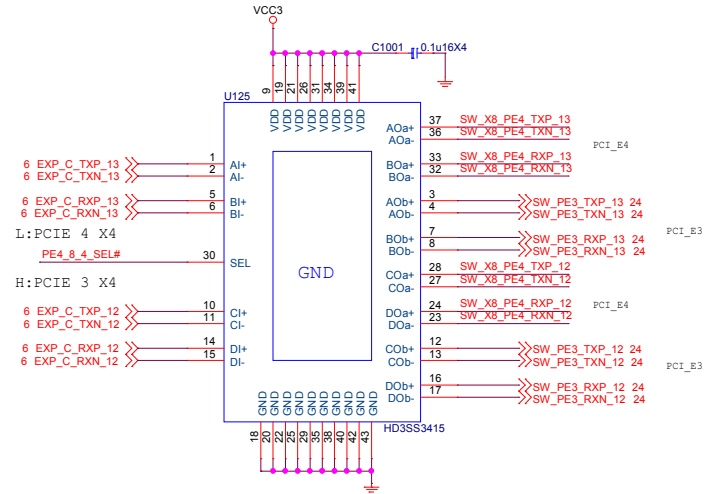 VCC3
C1001 0.1u16X4
9 19 21 26 31 34 39 41
U125
VDD VDD VDD VDD VDD VDD VDD VDD
6 EXP_C_TXP_13 1 AI+
6 EXP_C_TXN_13 2 AI-
6 EXP_C_RXP_13 5 BI+
6 EXP_C_RXN_13 6 BI-
L:PCIE 4 X4
PE4_8_4_SEL# 30 SEL
H:PCIE 3 X4
6 EXP_C_TXP_12 10 CI+
6 EXP_C_TXN_12 11 CI-
6 EXP_C_RXP_12 14 DI+
6 EXP_C_RXN_12 15 DI-
GND
AOa+ 37 SW_X8_PE4_TXP_13
AOa- 36 SW_X8_PE4_TXN_13
PCI_E4
BOa+ 33 SW_X8_PE4_RXP_13
BOa- 32 SW_X8_PE4_RXN_13
AOb+ 3 SW_PE3_TXP_13 24
AOb- 4 SW_PE3_TXN_13 24
PCI_E3
BOb+ 7 SW_PE3_RXP_13 24
BOb- 8 SW_PE3_RXN_13 24
COa+ 28 SW_X8_PE4_TXP_12
COa- 27 SW_X8_PE4_TXN_12
PCI_E4
DOa+ 24 SW_X8_PE4_RXP_12
DOa- 23 SW_X8_PE4_RXN_12
COb+ 12 SW_PE3_TXP_12 24
COb- 13 SW_PE3_TXN_12 24
PCI_E3
DOb+ 16 SW_PE3_RXP_12 24
DOb- 17 SW_PE3_RXN_12 24
GND GND GND GND GND GND GND GND GND GND
HD3SS3415
18 20 22 25 29 35 38 40 42 43